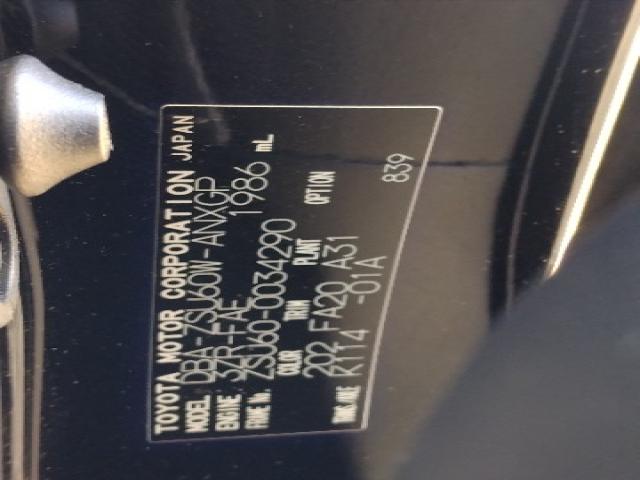 TOYOTA MOTOR CORPORATION JAPAN
MODEL DBA-ZSU60W-ANXGP
ENGINE 3ZR-FAE 1986 mL
FRAME No. ZSU60-0034290
COLOR TRIM PLANT OPTION
202 FA20 A31
TRANS/AXLE K114 -01A 839